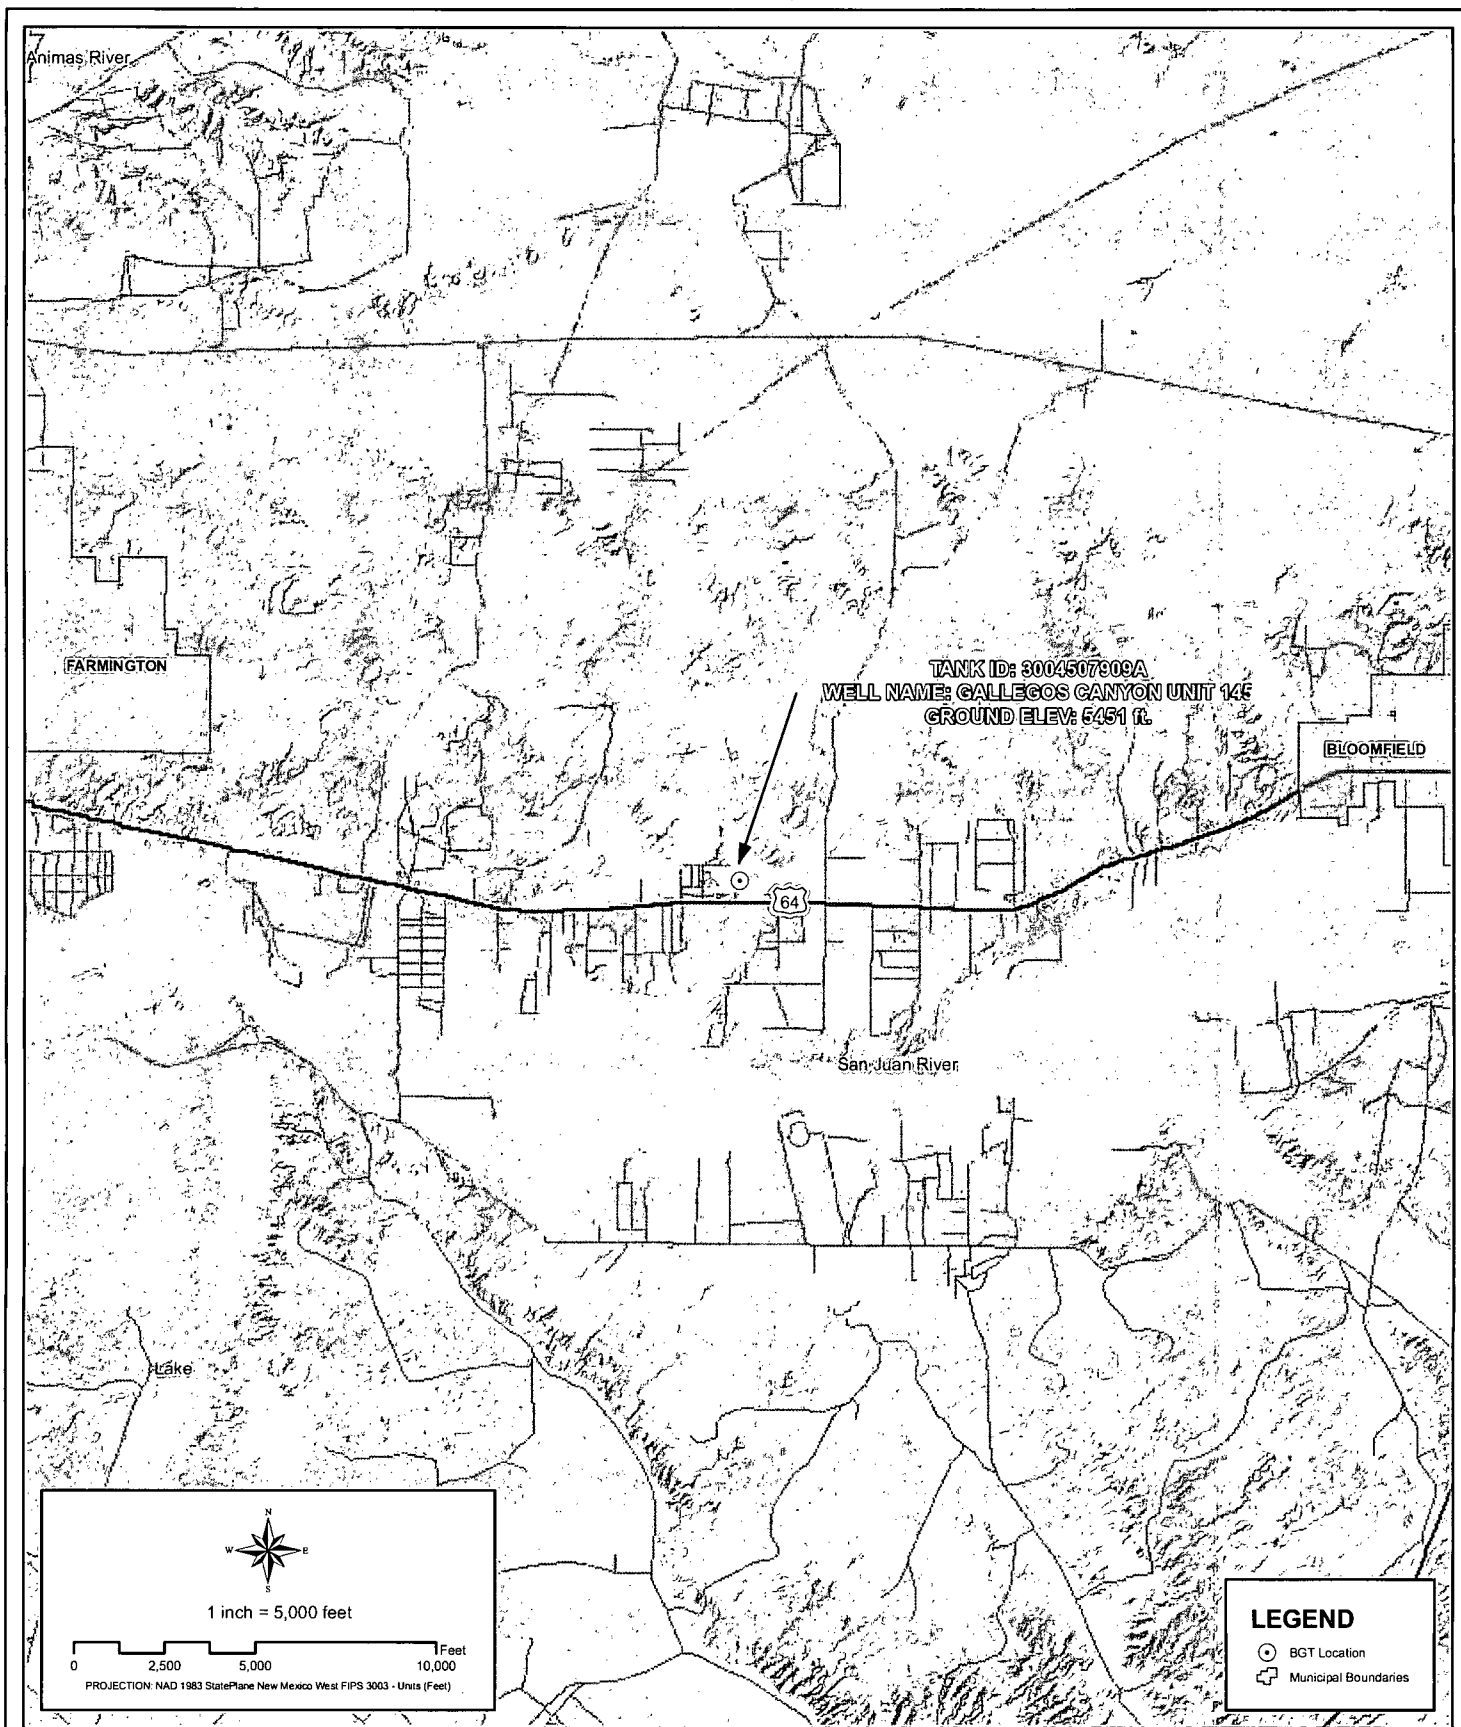 Animas River
FARMINGTON
TANK ID: 3004507909A
WELL NAME: GALLEGOS CANYON UNIT 145
GROUND ELEV: 5451 ft.
BLOOMFIELD
64
San Juan River
Lake
N
W E
S
1 inch = 5,000 feet
Feet
0 2,500 5,000 10,000
PROJECTION: NAD 1983 StatePlane New Mexico West FIPS 3003 - Units (Feet)
LEGEND
BGT Location
Municipal Boundaries